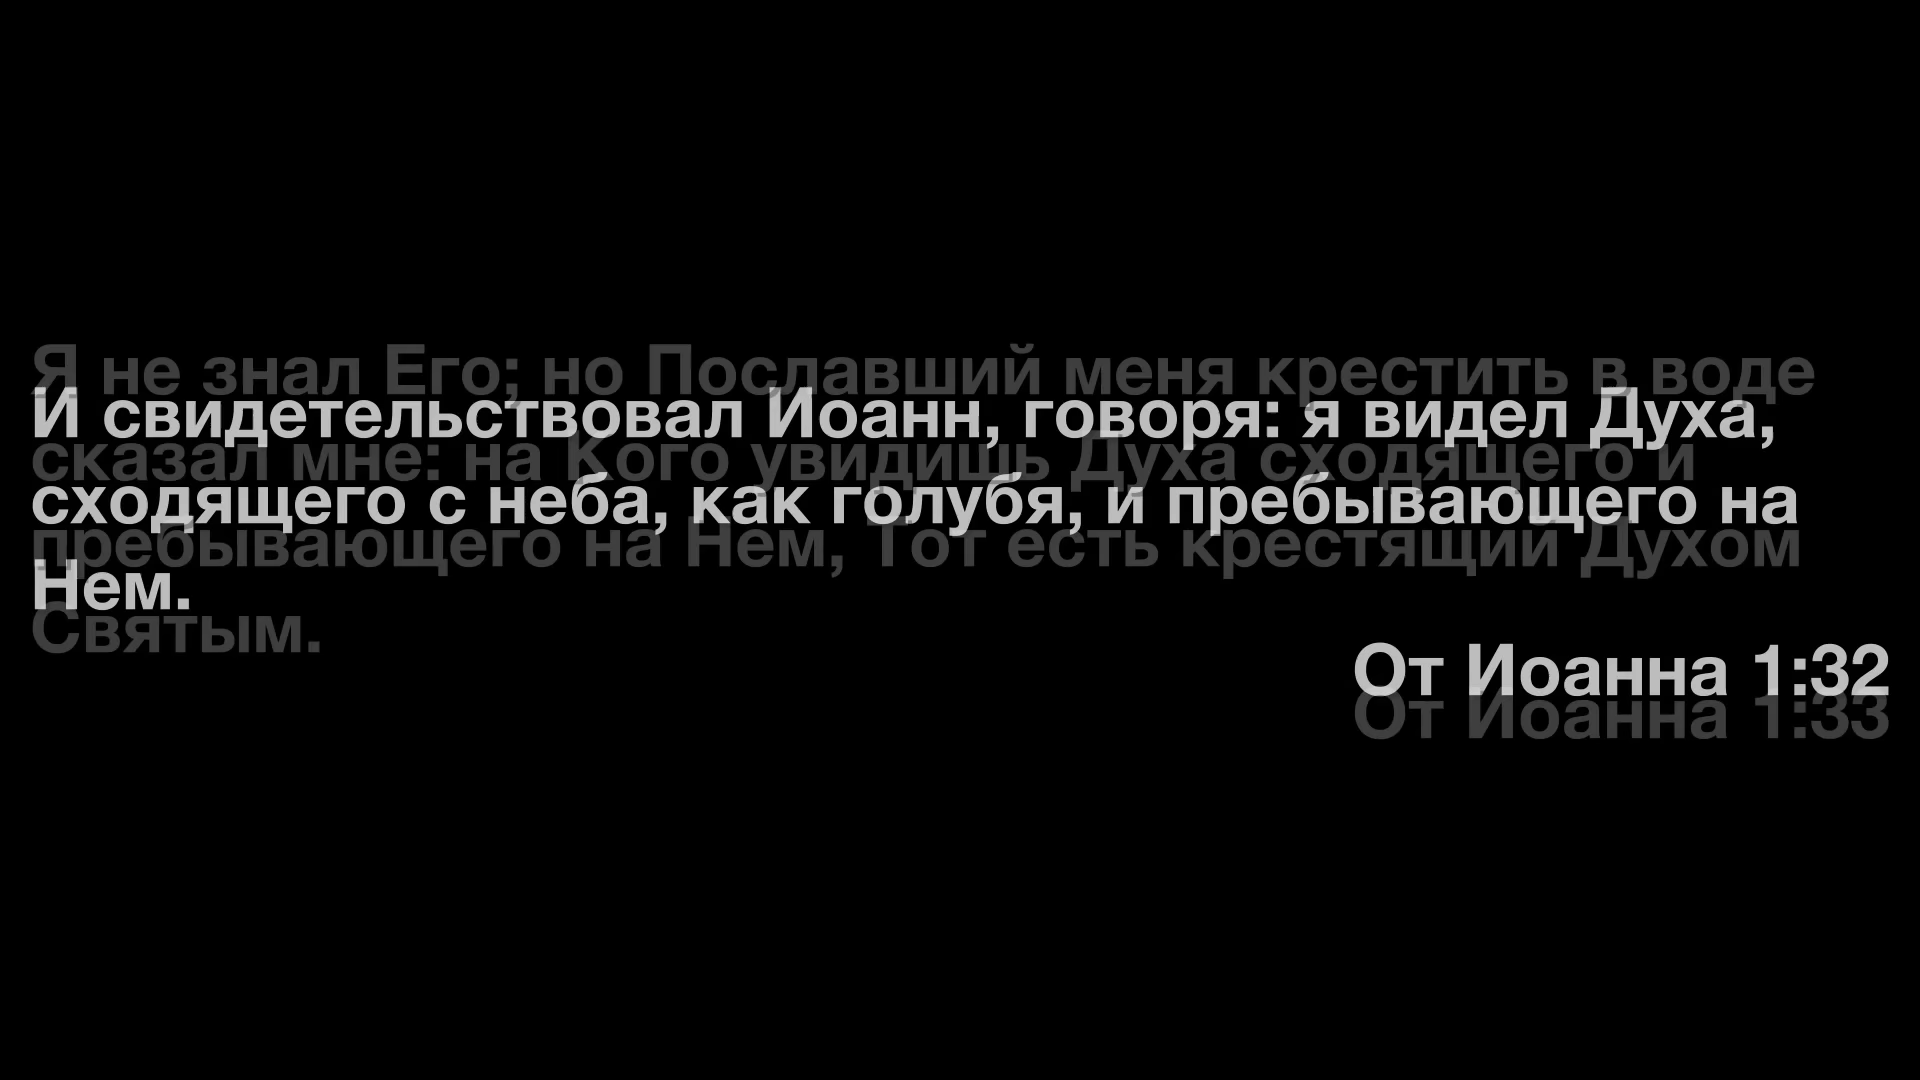 Я не знал Его; но Пославший меня крестить в воде
И свидетельствовал Иоанн, говоря: я видел Духа,
сказал мне: на Кого увидишь Духа сходящего и
сходящего с неба, как голубя, и пребывающего на
пребывающего на Нем, Тот есть крестящий Духом
Нем.
Святым.
От Иоанна 1:32
От Иоанна 1:33